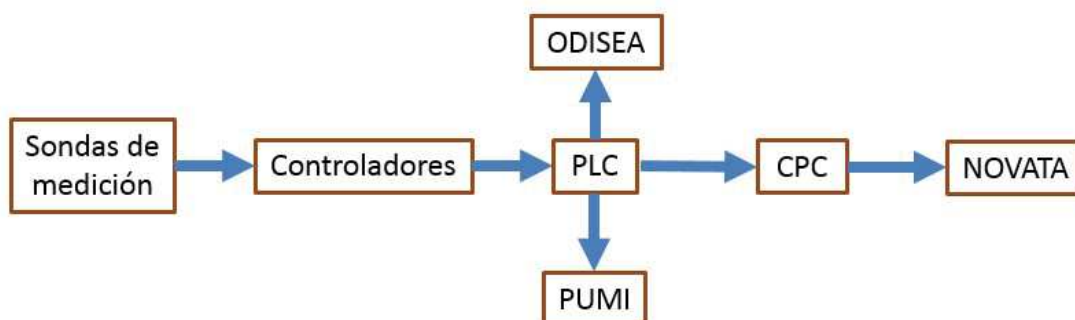 ODISEA
Sondas de
medición
Controladores
PLC
CPC
NOVATA
PUMI